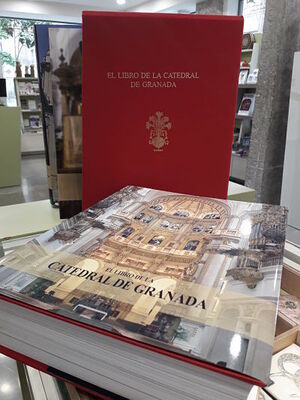 EL LIBRO DE LA CATEDRAL
DE GRANADA
EL LIBRO DE LA
CATEDRAL DE GRANADA